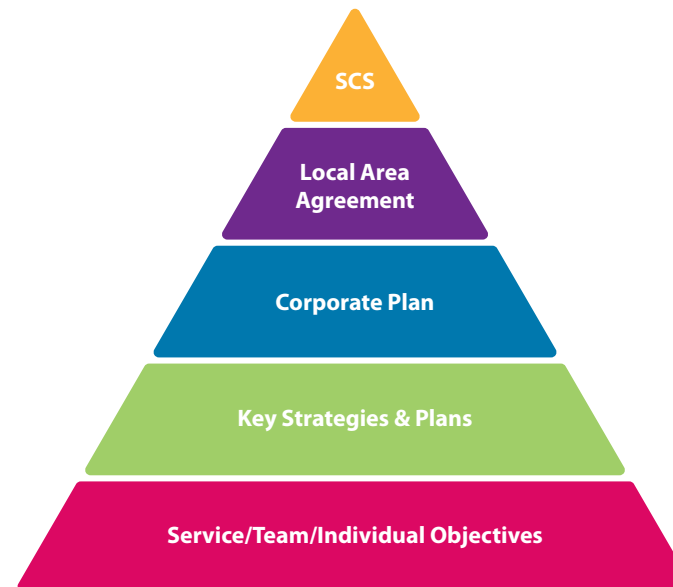 SCS
Local Area
Agreement
Corporate Plan
Key Strategies & Plans
Service/Team/Individual Objectives